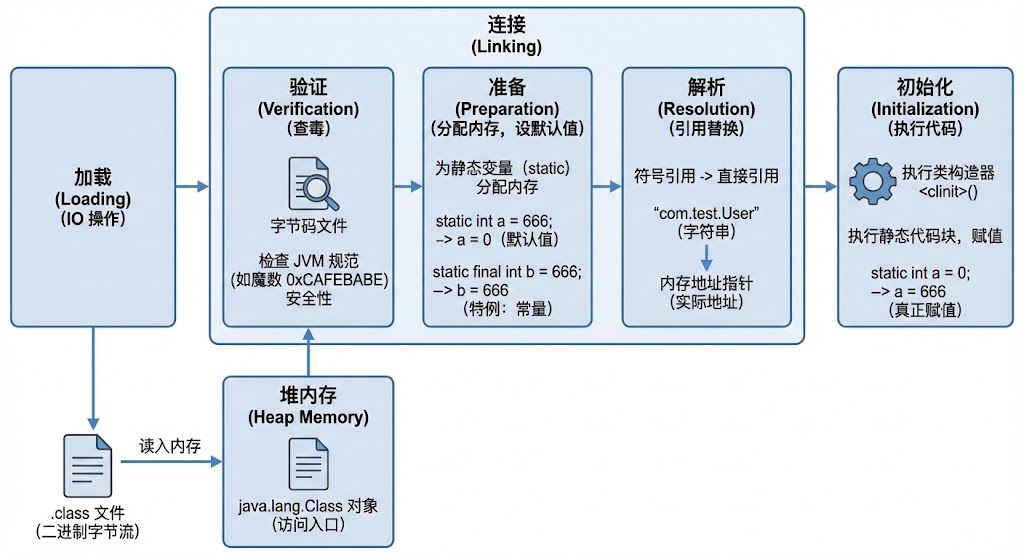 连接
(Linking)
加载
(Loading)
(IO 操作)
验证
(Verification)
(查毒)
字节码文件
检查 JVM 规范
(如魔数 0xCAFEBABE)
安全性
准备
(Preparation)
(分配内存，设默认值)
为静态变量（static）
分配内存
static int a = 666;
–> a = 0（默认值）
static final int b = 666;
–> b = 666
（特例：常量）
解析
(Resolution)
(引用替换)
符号引用 -> 直接引用
“com.test.User”
(字符串)
内存地址指针
(实际地址)
初始化
(Initialization)
(执行代码)
执行类构造器
<clinit>()
执行静态代码块，赋值
static int a = 0;
–> a = 666
（真正赋值）
.class 文件
(二进制字节流)
读入内存
堆内存
(Heap Memory)
java.lang.Class 对象
(访问入口)